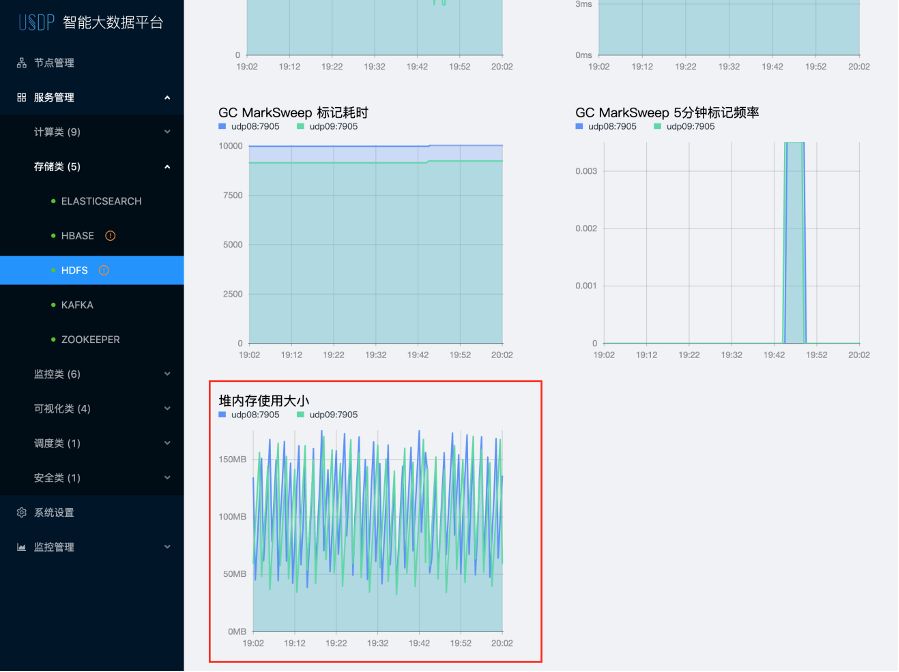 USDP 智能大数据平台
节点管理
服务管理
计算类 (9)
存储类 (5)
ELASTICSEARCH
HBASE
HDFS
KAFKA
ZOOKEEPER
监控类 (6)
可视化类 (4)
调度类 (1)
安全类 (1)
系统设置
监控管理
0
19:02 19:12 19:22 19:32 19:42 19:52 20:02
3ms
0ms
19:02 19:12 19:22 19:32 19:42 19:52 20:02
GC MarkSweep 标记耗时
udp08:7905 udp09:7905
10000
7500
5000
2500
0
19:02 19:12 19:22 19:32 19:42 19:52 20:02
GC MarkSweep 5分钟标记频率
udp08:7905 udp09:7905
0.003
0.002
0.001
0
19:02 19:12 19:22 19:32 19:42 19:52 20:02
堆内存使用大小
udp08:7905 udp09:7905
150MB
100MB
50MB
0MB
19:02 19:12 19:22 19:32 19:42 19:52 20:02